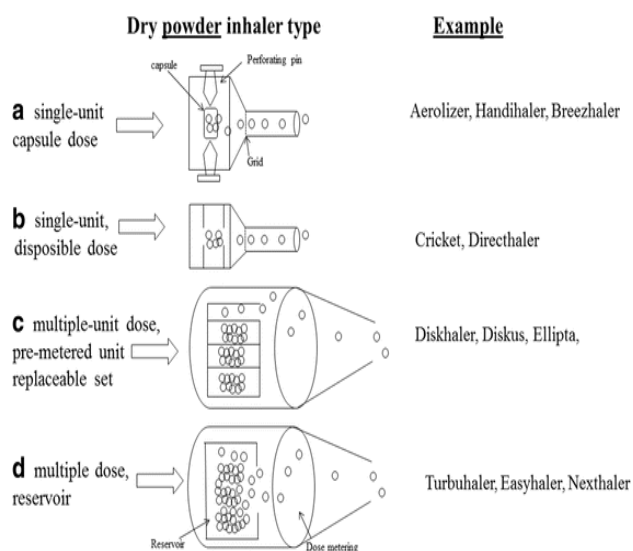 Dry powder inhaler type
Example
capsule
Perforating pin
a single-unit
capsule dose
Grid
Aerolizer, Handihaler, Breezhaler
b single-unit,
disposible dose
Cricket, Directhaler
c multiple-unit dose,
pre-metered unit
replaceable set
Diskhaler, Diskus, Ellipta,
d multiple dose,
reservoir
Reservoir
Dose metering
Turbuhaler, Easyhaler, Nexthaler